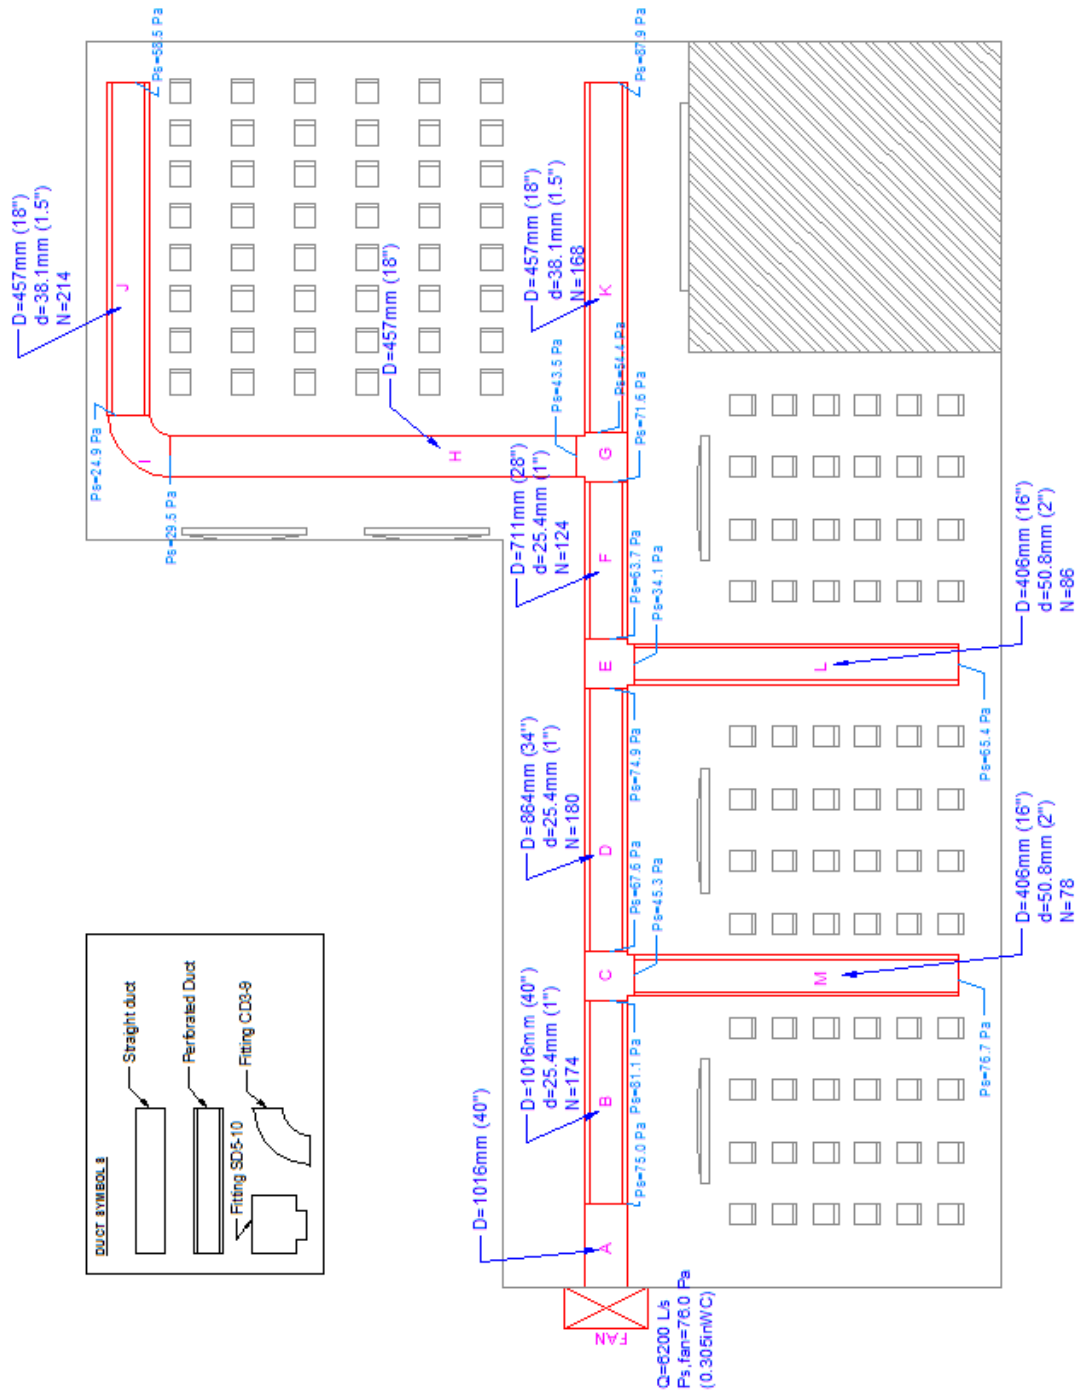 D=457mm (18")
d=38.1mm (1.5")
N=214
Ps=58.5 Pa
J
Ps=24.9 Pa
I
Ps=29.5 Pa
D=457mm (18")
H
Ps=43.5 Pa
D=457mm (18")
d=38.1mm (1.5")
N=168
K
Ps=87.9 Pa
Ps=54.4 Pa
Ps=71.6 Pa
G
D=711mm (28")
d=25.4mm (1")
N=124
F
Ps=63.7 Pa
Ps=34.1 Pa
E
L
D=406mm (16")
d=50.8mm (2")
N=86
Ps=65.4 Pa
Ps=74.9 Pa
D=864mm (34")
d=25.4mm (1")
N=180
D
Ps=67.6 Pa
Ps=45.3 Pa
C
M
D=406mm (16")
d=50.8mm (2")
N=78
Ps=76.7 Pa
Ps=81.1 Pa
D=1016mm (40")
d=25.4mm (1")
N=174
B
Ps=75.0 Pa
D=1016mm (40")
A
FAN
Q=6200 L/s
Ps,fan=76.0 Pa
(0.305inWC)
DUCT SYMBOLS
Straight duct
Perforated Duct
Fitting SD5-10
Fitting CD3-9